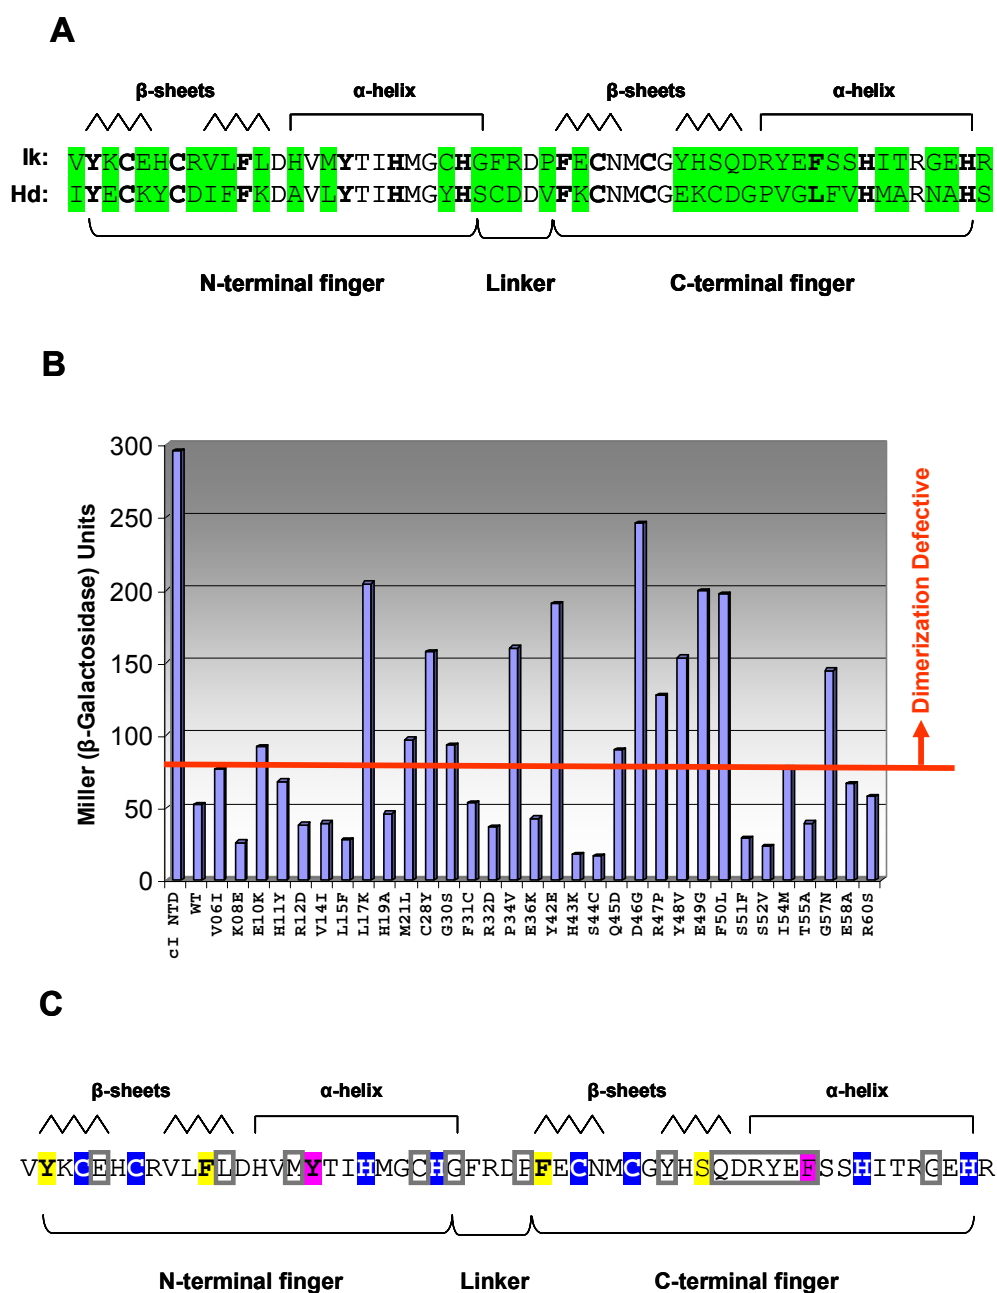 A
β-sheets α-helix β-sheets α-helix
Ik: VYKCEHCRVLFLDHVMYTIHMGCHGFRDPFECNMCGYHSQDRYEFSSHITRGEHR
Hd: IYECKYCDIFFKDAVLYTIHMGYHSCDDVFKCNMCGEKCDGPVGLFVHMARNAHS
N-terminal finger Linker C-terminal finger
B
Miller (β-Galactosidase) Units
300
250
200
150
100
50
0
Dimerization Defective
cI NTD
WT
V06I
K08E
E10K
H11Y
R12D
V14I
L15F
L17K
H19A
M21L
C28Y
G30S
F31C
R32D
P34V
E36K
Y42E
H43K
S44C
Q45D
D46G
R47P
Y48V
E49G
F50L
S51F
S52V
I54M
T55A
G57N
E58A
R60S
C
β-sheets α-helix β-sheets α-helix
VYKCEHCRVLFLDHVMYTIHMGCHGFRDPFECNMCGYHSQDRYEFSSHITRGEHR
N-terminal finger Linker C-terminal finger